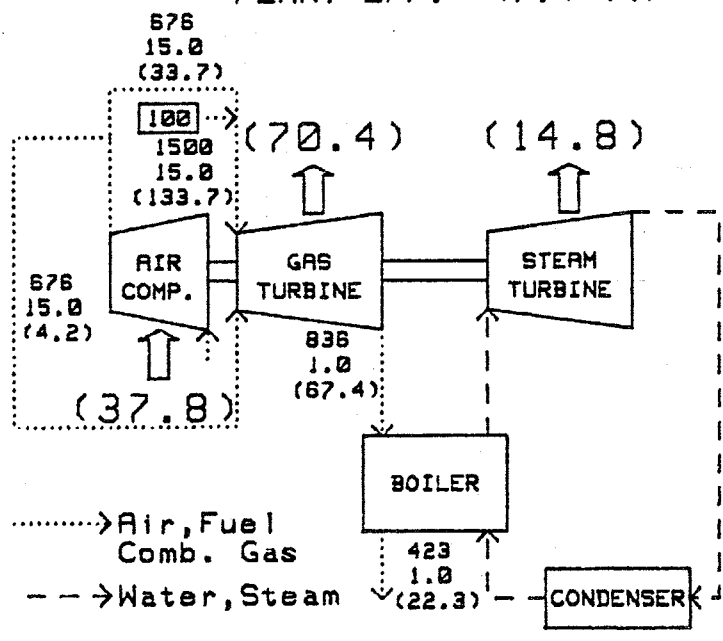 676
15.0
(33.7)
100
1500
15.0
(133.7)
(70.4)
(14.8)
AIR
COMP.
GAS
TURBINE
STEAM
TURBINE
676
15.0
(4.2)
(37.8)
836
1.0
(67.4)
BOILER
Air,Fuel
Comb. Gas
Water,Steam
423
1.0
(22.3)
CONDENSER